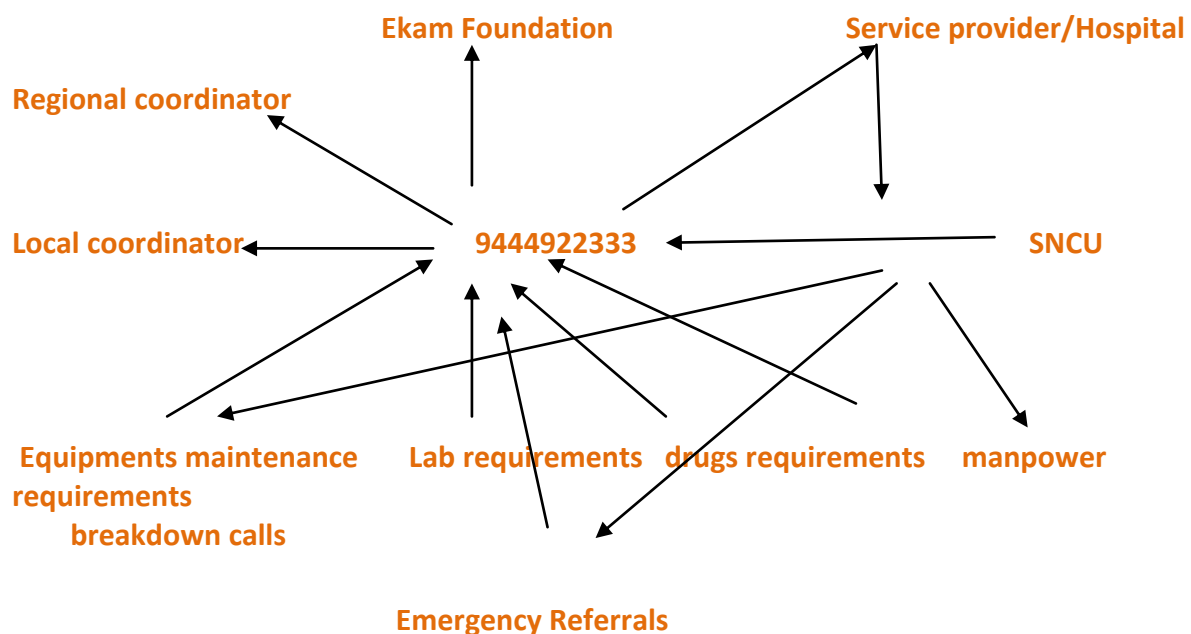 Ekam Foundation
Service provider/Hospital
Regional coordinator
Local coordinator
9444922333
SNCU
Equipments maintenance
Lab requirements
drugs requirements
manpower
requirements
breakdown calls
Emergency Referrals